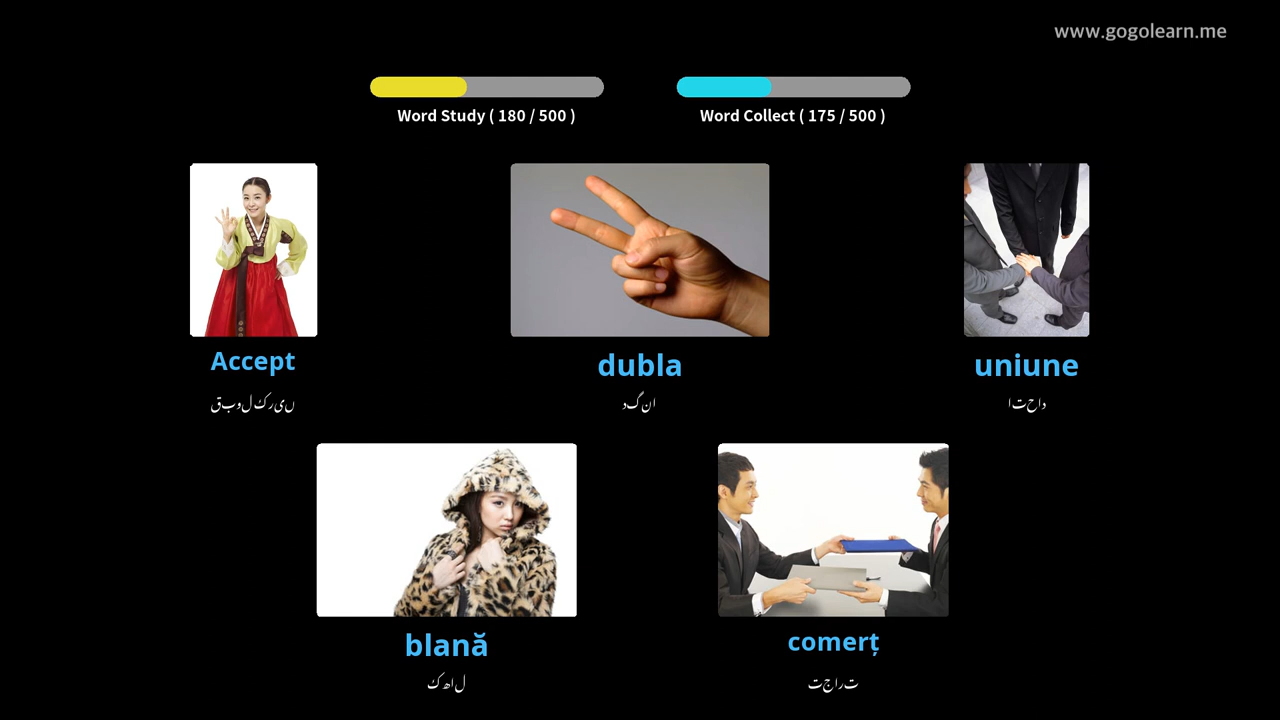 www.gogolearn.me
Word Study ( 180 / 500 )
Word Collect ( 175 / 500 )
Accept
قبول کریں
dubla
دگنا
uniune
اتحاد
blană
کھال
comerț
تجارت